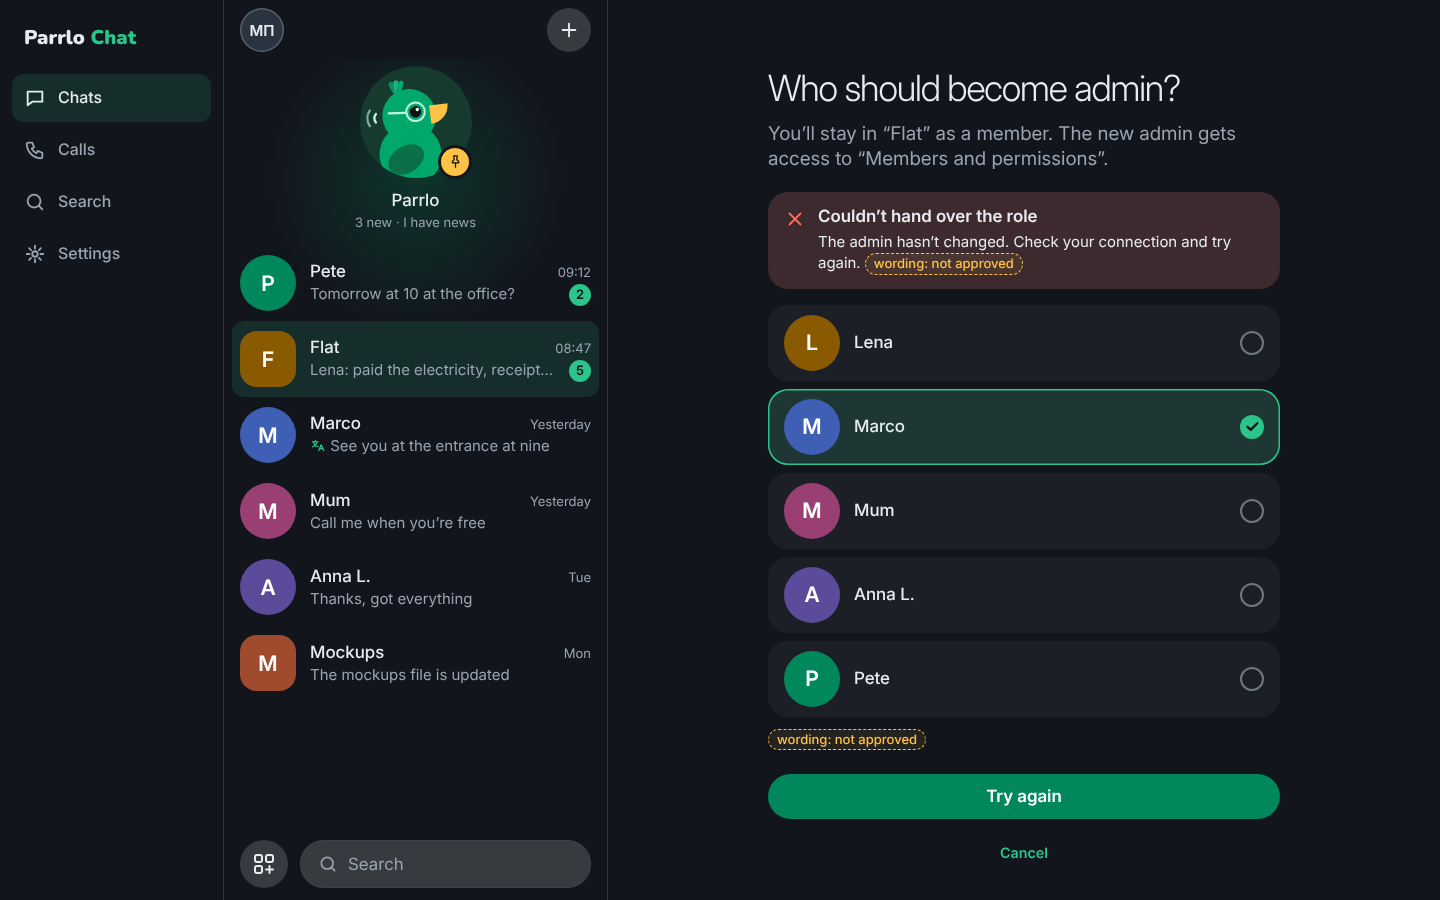 Parrlo Chat
Chats
Calls
Search
Settings
МП
Parrlo
3 new · I have news
P
Pete
09:12
Tomorrow at 10 at the office?
2
F
Flat
08:47
Lena: paid the electricity, receipt...
5
M
Marco
Yesterday
See you at the entrance at nine
M
Mum
Yesterday
Call me when you’re free
A
Anna L.
Tue
Thanks, got everything
M
Mockups
Mon
The mockups file is updated
Search
Who should become admin?
You’ll stay in “Flat” as a member. The new admin gets
access to “Members and permissions”.
Couldn’t hand over the role
The admin hasn’t changed. Check your connection and try
again. wording: not approved
L
Lena
M
Marco
M
Mum
A
Anna L.
P
Pete
wording: not approved
Try again
Cancel